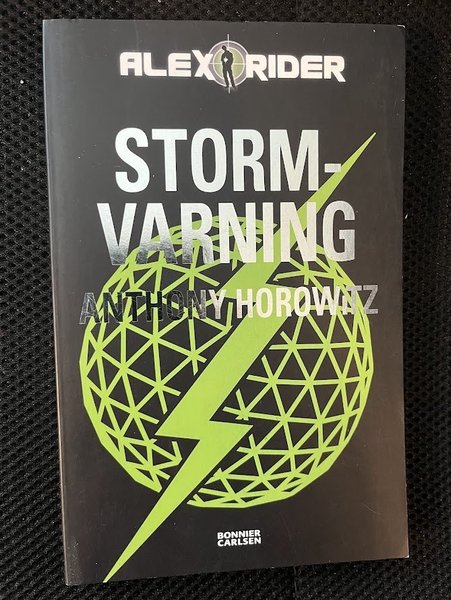 ALEX RIDER
STORM-
VARNING
ANTHONY HOROWITZ
BONNIER
CARLSEN